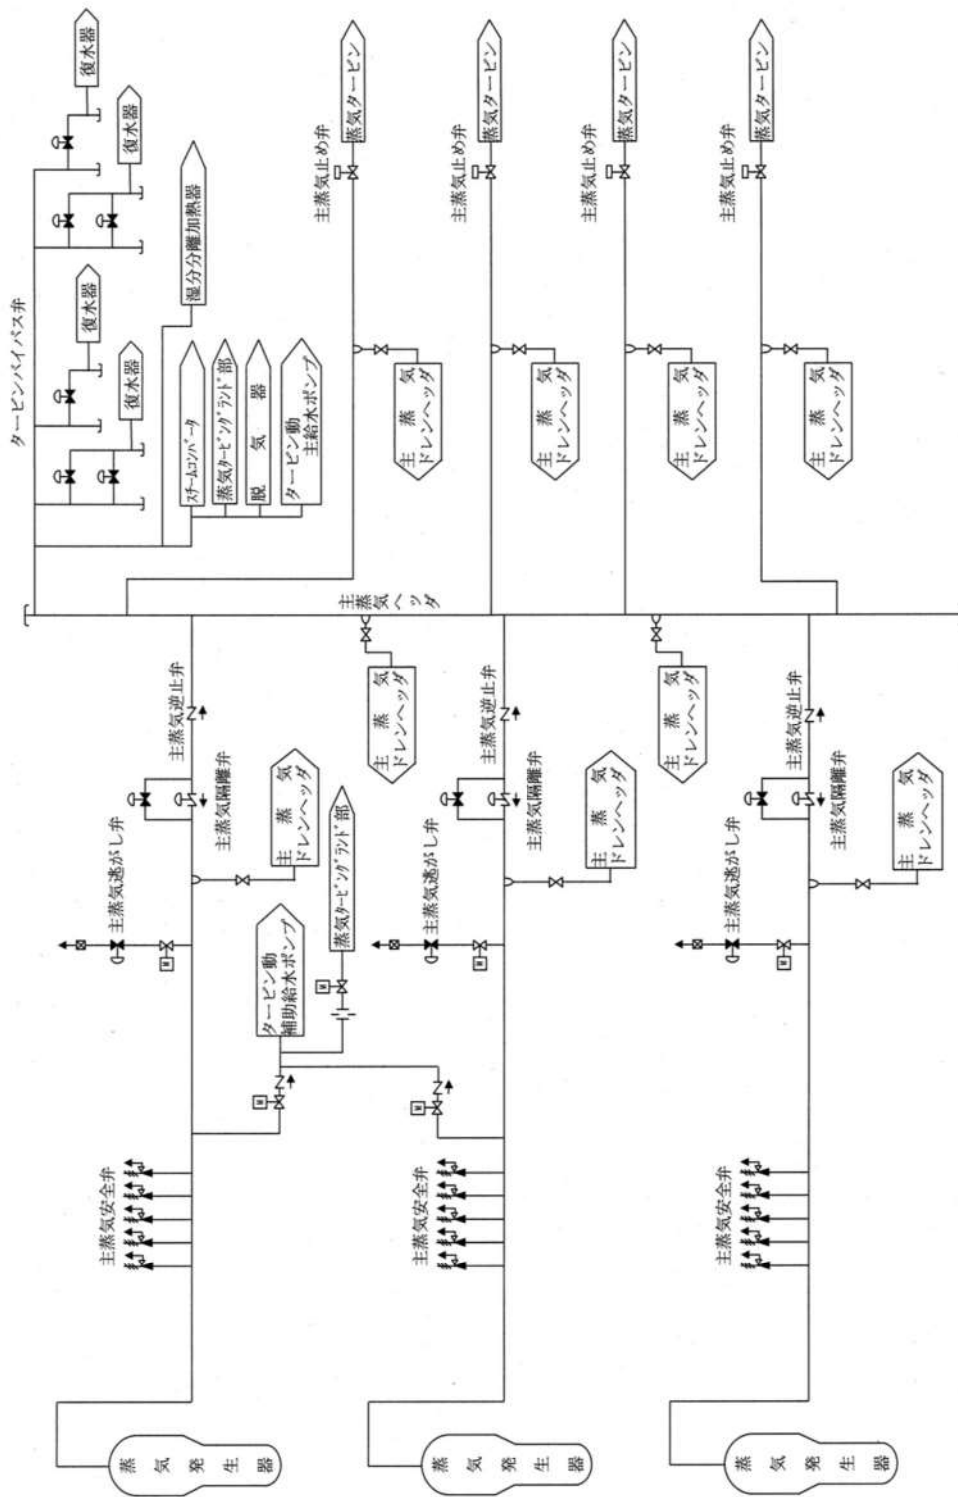 タービンバイパス弁
復水器
復水器
復水器
復水器
湿分分離加熱器
スチームコンバータ
蒸気タービングランド部
脱気器
タービン動
主給水ポンプ
主蒸気止め弁
蒸気タービン
主蒸気止め弁
蒸気タービン
主蒸気止め弁
蒸気タービン
主蒸気止め弁
蒸気タービン
主蒸気
ドレンヘッダ
主蒸気
ドレンヘッダ
主蒸気
ドレンヘッダ
主蒸気
ドレンヘッダ
主蒸気ヘッダ
主蒸気
ドレンヘッダ
主蒸気
ドレンヘッダ
主蒸気逆止弁
主蒸気隔離弁
主蒸気逃がし弁
主蒸気
ドレンヘッダ
蒸気タービングランド部
タービン動
補助給水ポンプ
M
M
M
M
主蒸気安全弁
蒸気発生器
主蒸気逆止弁
主蒸気隔離弁
主蒸気逃がし弁
M
主蒸気
ドレンヘッダ
主蒸気安全弁
蒸気発生器
主蒸気逆止弁
主蒸気隔離弁
主蒸気逃がし弁
M
主蒸気
ドレンヘッダ
主蒸気安全弁
蒸気発生器